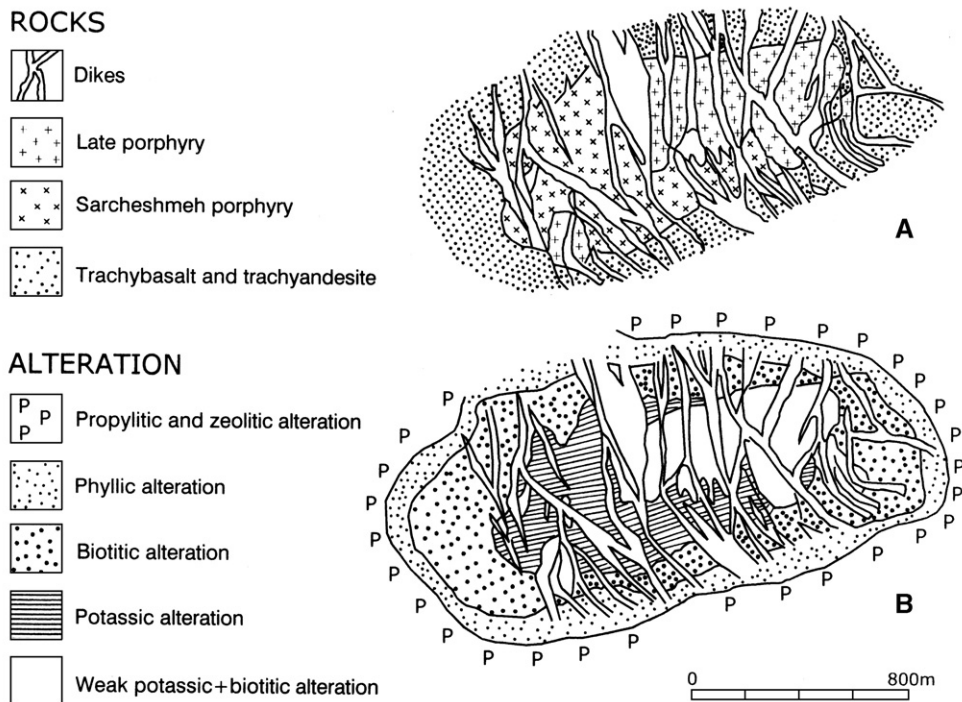 ROCKS
Dikes
Late porphyry
Sarcheshmeh porphyry
Trachybasalt and trachyandesite
A
ALTERATION
P
P
P
Propylitic and zeolitic alteration
Phyllic alteration
Biotitic alteration
Potassic alteration
Weak potassic+biotitic alteration
P P P P P P P P P P P P P P P P P P P P P P P P P P P P
B
0 800m